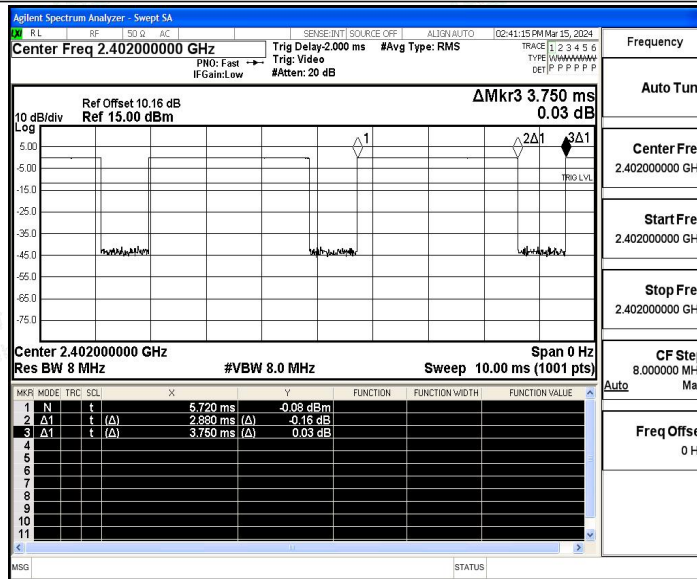 Agilent Spectrum Analyzer - Swept SA
LXI RL RF 50 Ω AC SENSE:INT SOURCE OFF ALIGN AUTO 02:41:15 PM Mar 15, 2024
Center Freq 2.402000000 GHz
PNO: Fast
IFGain:Low
Trig Delay-2.000 ms
Trig: Video
#Atten: 20 dB
#Avg Type: RMS
TRACE 1 2 3 4 5 6
TYPE WWWWWW
DET P P P P P P
Ref Offset 10.16 dB
10 dB/div Ref 15.00 dBm
ΔMkr3 3.750 ms
0.03 dB
Log
1
2Δ1
3Δ1
TRIG LVL
5.00
-5.00
-15.0
-25.0
-35.0
-45.0
-55.0
-65.0
-75.0
Center 2.402000000 GHz Span 0 Hz
Res BW 8 MHz #VBW 8.0 MHz Sweep 10.00 ms (1001 pts)
MKR MODE TRC SCL X Y FUNCTION FUNCTION WIDTH FUNCTION VALUE
1 N t 5.720 ms -0.08 dBm
2 Δ1 t (Δ) 2.880 ms (Δ) -0.16 dB
3 Δ1 t (Δ) 3.750 ms (Δ) 0.03 dB
4
5
6
7
8
9
10
11
MSG STATUS
Frequency
Auto Tun
Center Fre
2.402000000 GH
Start Fre
2.402000000 GH
Stop Fre
2.402000000 GH
CF Ste
8.000000 MH
Auto Ma
Freq Offse
0 H